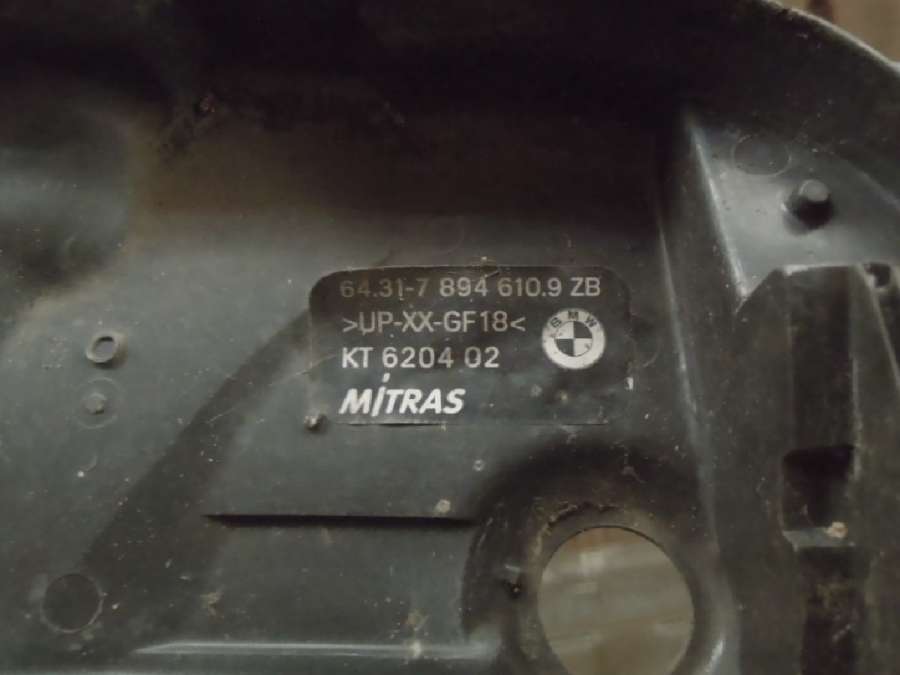 64.31-7 894 610.9 ZB
>UP-XX-GF18<
BMW
KT 6204 02
MITRAS